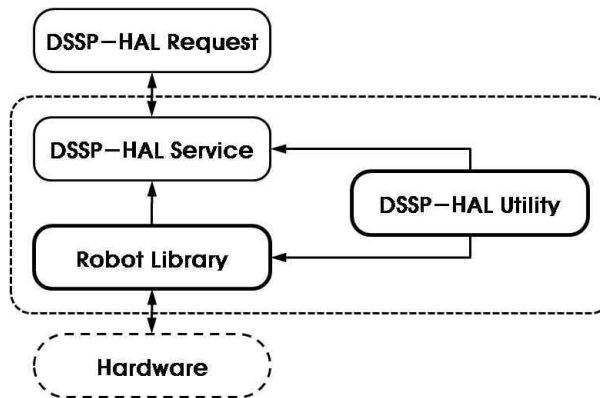 DSSP-HAL Request
DSSP-HAL Service
DSSP-HAL Utility
Robot Library
Hardware